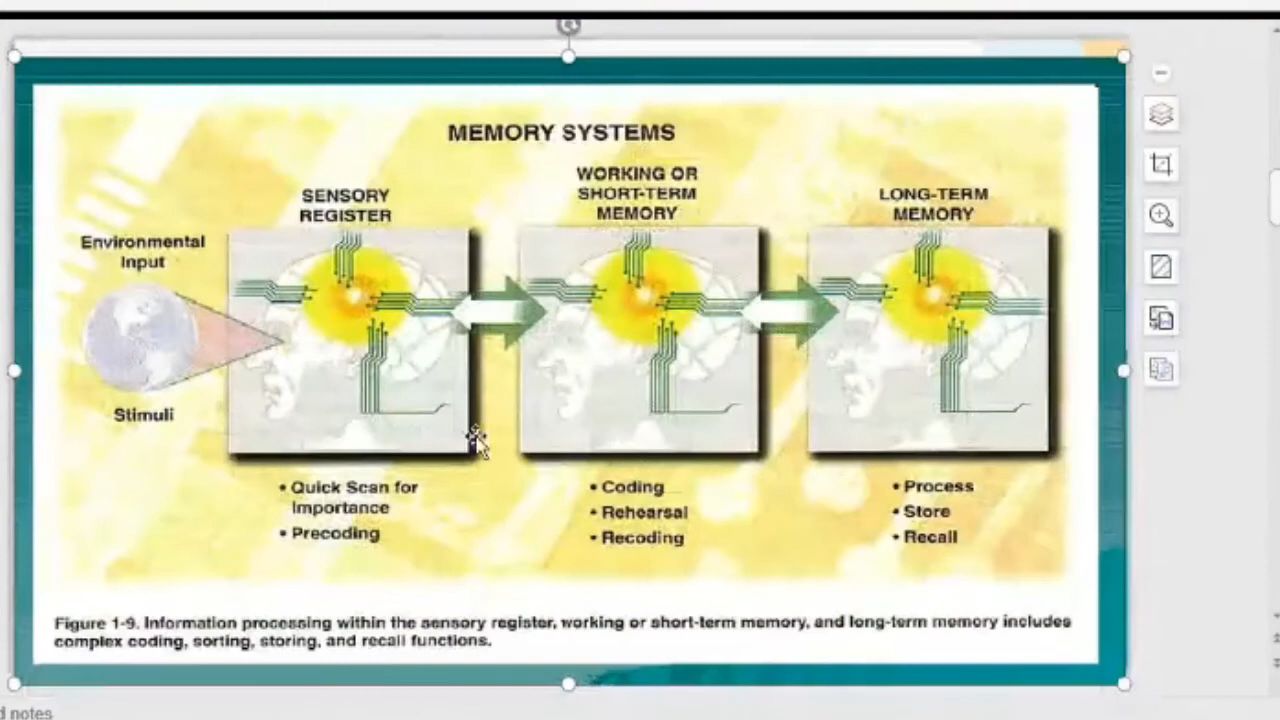 MEMORY SYSTEMS
SENSORY
REGISTER
WORKING OR
SHORT-TERM
MEMORY
LONG-TERM
MEMORY
Environmental
Input
Stimuli
• Quick Scan for
Importance
• Precoding
• Coding
• Rehearsal
• Recoding
• Process
• Store
• Recall
Figure 1-9. Information processing within the sensory register, working or short-term memory, and long-term memory includes
complex coding, sorting, storing, and recall functions.
d notes